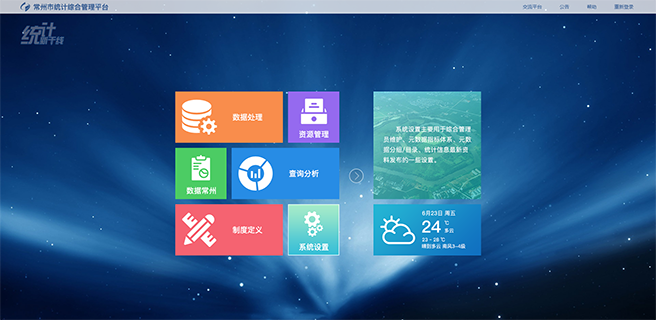 常州市统计综合管理平台
交流平台 公告 帮助 重新登录
统计
新干线
数据处理
资源管理
数据常州
查询分析
制度定义
系统设置
系统设置主要用于综合管理
员维护、元数据指标体系、元数
据分组/目录、统计信息最新资
料发布的一些设置。
6月23日 周五
24 ℃
多云
23 - 28 ℃
晴到多云 南风3-4级